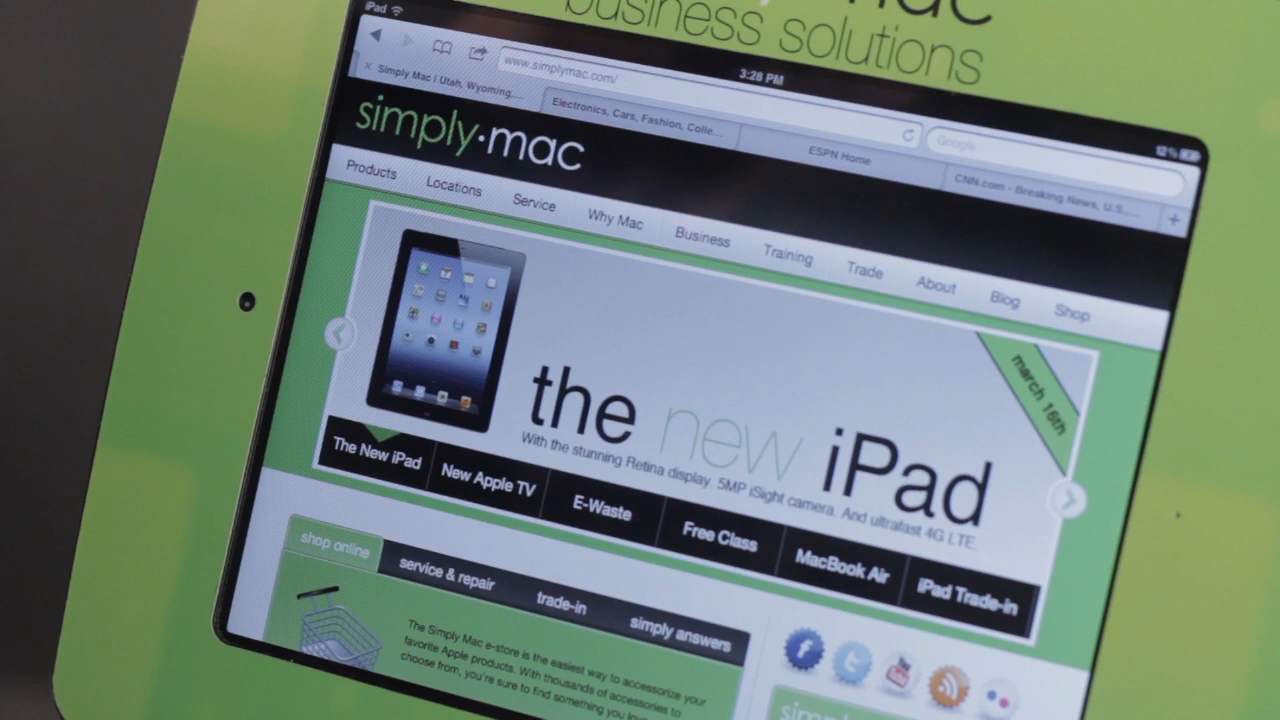 business solutions
iPad
3:28 PM
12%
www.simplymac.com/
Google
Simply Mac | Utah, Wyoming,...
Electronics, Cars, Fashion, Colle...
ESPN Home
CNN.com - Breaking News, U.S.,...
simply·mac
Products Locations Service Why Mac Business Training Trade About Blog Shop
march 16th
the new iPad
With the stunning Retina display. 5MP iSight camera. And ultrafast 4G LTE.
The New iPad New Apple TV E-Waste Free Class MacBook Air iPad Trade-in
shop online service & repair trade-in simply answers
The Simply Mac e-store is the easiest way to accessorize your
favorite Apple products. With thousands of accessories to
choose from, you're sure to find something you love
simply